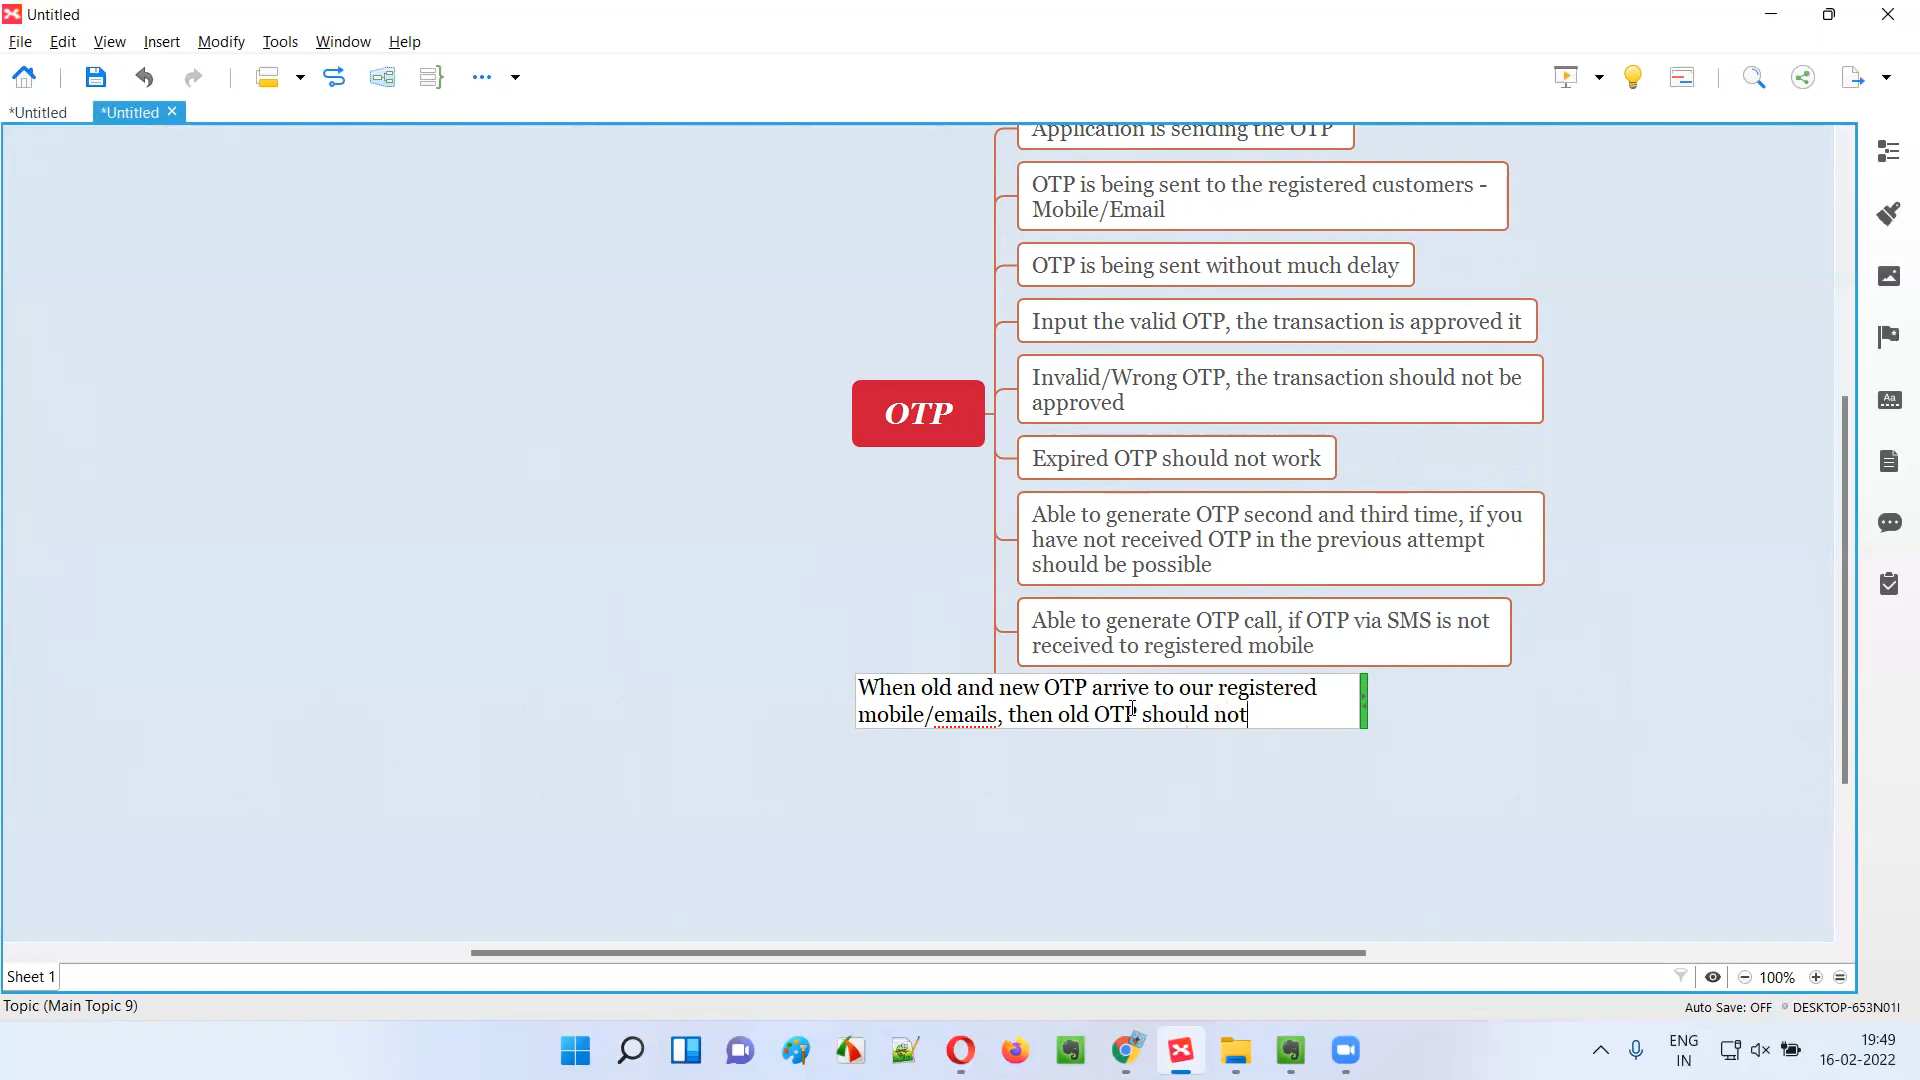 Untitled
File Edit View Insert Modify Tools Window Help
*Untitled *Untitled
Application is sending the OTP
OTP is being sent to the registered customers -
Mobile/Email
OTP is being sent without much delay
Input the valid OTP, the transaction is approved it
Invalid/Wrong OTP, the transaction should not be
approved
OTP
Expired OTP should not work
Able to generate OTP second and third time, if you
have not received OTP in the previous attempt
should be possible
Able to generate OTP call, if OTP via SMS is not
received to registered mobile
When old and new OTP arrive to our registered
mobile/emails, then old OTP should not
Aa
Sheet 1
100%
Topic (Main Topic 9)
Auto Save: OFF DESKTOP-653N01I
ENG
IN
19:49
16-02-2022